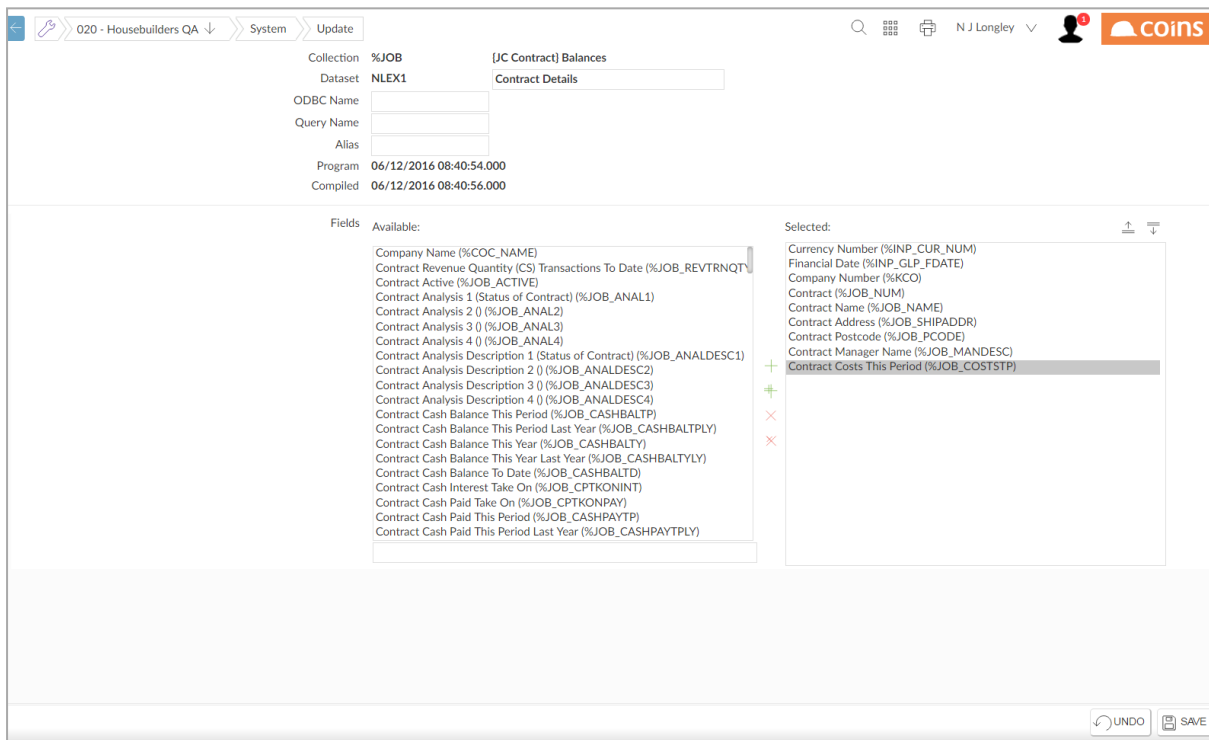 020 - Housebuilders QA ↓ System Update N J Longley 1 coins
Collection %JOB [JC Contract] Balances
Dataset NLEX1 Contract Details
ODBC Name
Query Name
Alias
Program 06/12/2016 08:40:54.000
Compiled 06/12/2016 08:40:56.000
Fields Available: Selected:
Company Name (%COC_NAME)
Contract Revenue Quantity (CS) Transactions To Date (%JOB_REVTRNQTY
Contract Active (%JOB_ACTIVE)
Contract Analysis 1 (Status of Contract) (%JOB_ANAL1)
Contract Analysis 2 () (%JOB_ANAL2)
Contract Analysis 3 () (%JOB_ANAL3)
Contract Analysis 4 () (%JOB_ANAL4)
Contract Analysis Description 1 (Status of Contract) (%JOB_ANALDESC1)
Contract Analysis Description 2 () (%JOB_ANALDESC2)
Contract Analysis Description 3 () (%JOB_ANALDESC3)
Contract Analysis Description 4 () (%JOB_ANALDESC4)
Contract Cash Balance This Period (%JOB_CASHBALTP)
Contract Cash Balance This Period Last Year (%JOB_CASHBALTPLY)
Contract Cash Balance This Year (%JOB_CASHBALTY)
Contract Cash Balance This Year Last Year (%JOB_CASHBALTYLY)
Contract Cash Balance To Date (%JOB_CASHBALTD)
Contract Cash Interest Take On (%JOB_CPTKONINT)
Contract Cash Paid Take On (%JOB_CPTKONPAY)
Contract Cash Paid This Period (%JOB_CASHPAYTP)
Contract Cash Paid This Period Last Year (%JOB_CASHPAYTPLY)
Currency Number (%INP_CUR_NUM)
Financial Date (%INP_GLP_FDATE)
Company Number (%KCO)
Contract (%JOB_NUM)
Contract Name (%JOB_NAME)
Contract Address (%JOB_SHIPADDR)
Contract Postcode (%JOB_PCODE)
Contract Manager Name (%JOB_MANDESC)
Contract Costs This Period (%JOB_COSTSTP)
UNDO SAVE